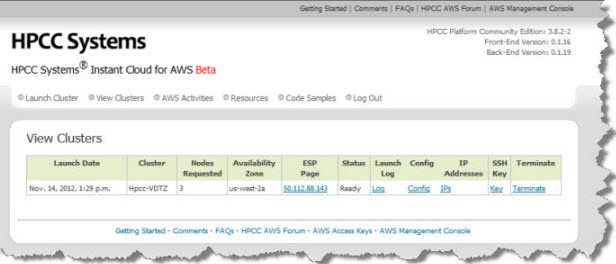 Getting Started | Comments | FAQs | HPCC AWS Forum | AWS Management Console
HPCC Platform Community Edition: 3.8.2-2
Front-End Version: 0.1.16
Back-End Version: 0.1.19
HPCC Systems
HPCC Systems® Instant Cloud for AWS Beta
Launch Cluster View Clusters AWS Activities Resources Code Samples Log Out
View Clusters
Launch Date Cluster Nodes Requested Availability Zone ESP Page Status Launch Log Config IP Addresses SSH Key Terminate
Nov. 14, 2012, 1:29 p.m. Hpcc-VDTZ 3 us-west-2a 50.112.88.143 Ready Log Config IPs Key Terminate
Getting Started - Comments - FAQs - HPCC AWS Forum - AWS Access Keys - AWS Management Console